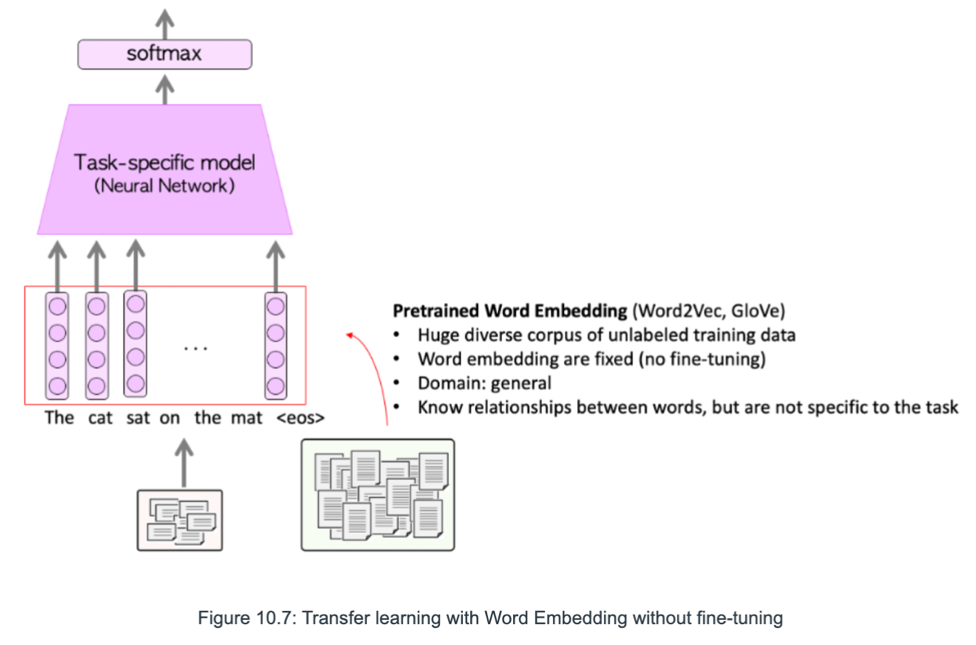 softmax
Task-specific model
(Neural Network)
...
The cat sat on the mat <eos>
Pretrained Word Embedding (Word2Vec, GloVe)
• Huge diverse corpus of unlabeled training data
• Word embedding are fixed (no fine-tuning)
• Domain: general
• Know relationships between words, but are not specific to the task
Figure 10.7: Transfer learning with Word Embedding without fine-tuning